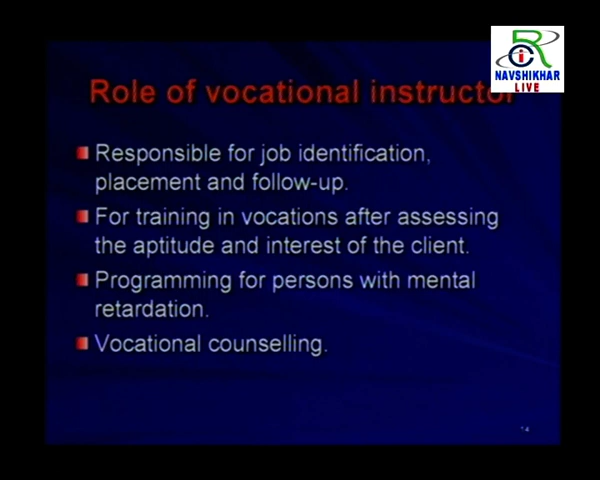 RCI
NAVSHIKHAR
LIVE
Role of vocational instructor
Responsible for job identification,
placement and follow-up.
For training in vocations after assessing
the aptitude and interest of the client.
Programming for persons with mental
retardation.
Vocational counselling.